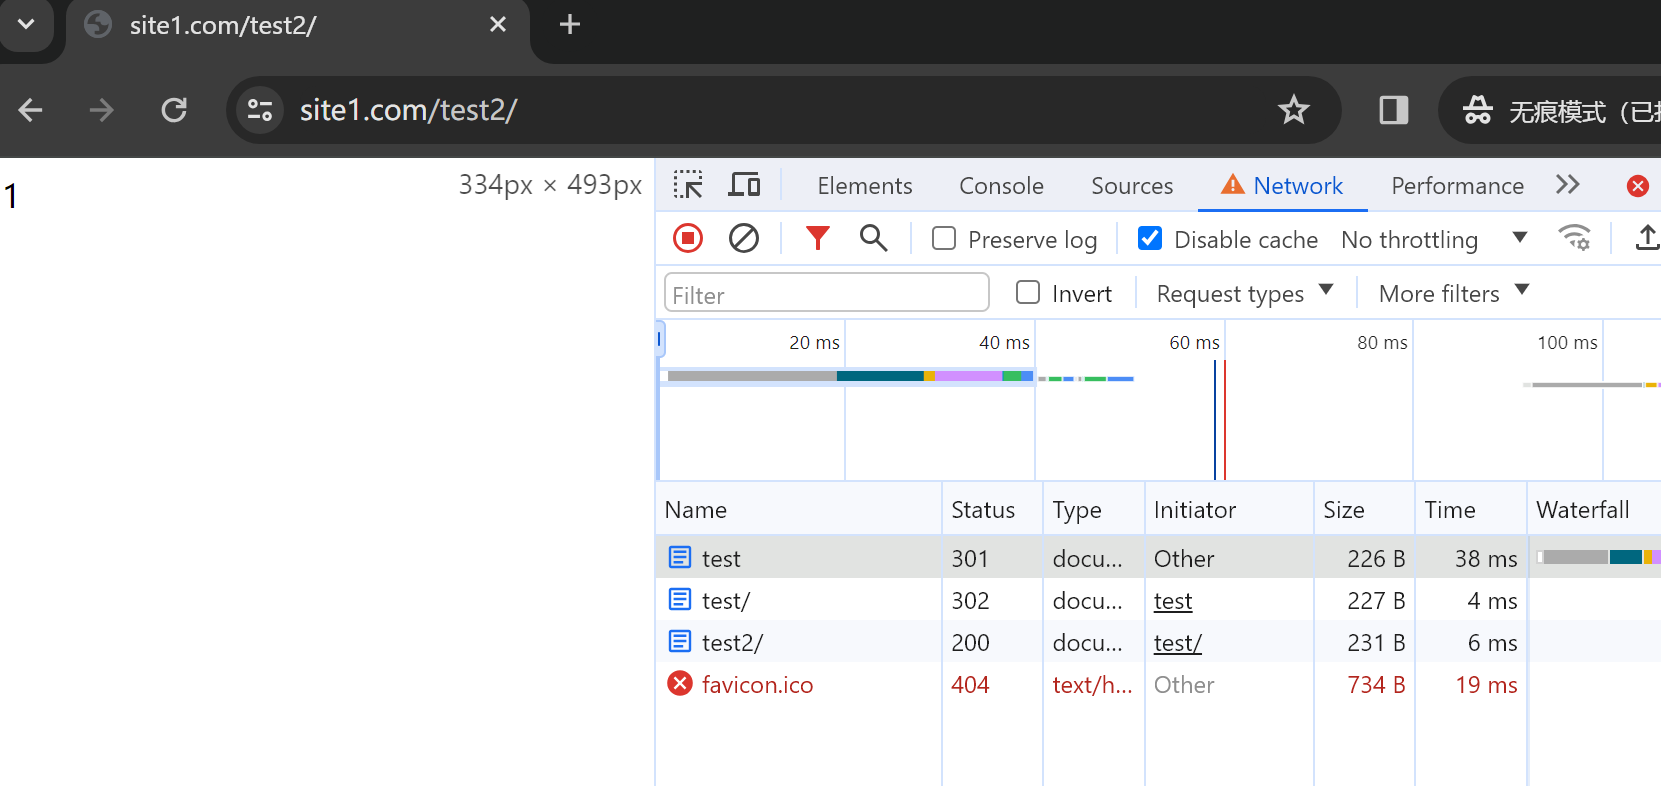 site1.com/test2/
site1.com/test2/
无痕模式（已
1
334px × 493px
Elements Console Sources Network Performance
Preserve log Disable cache No throttling
Filter Invert Request types More filters
20 ms 40 ms 60 ms 80 ms 100 ms
Name Status Type Initiator Size Time Waterfall
test 301 docu... Other 226 B 38 ms
test/ 302 docu... test 227 B 4 ms
test2/ 200 docu... test/ 231 B 6 ms
favicon.ico 404 text/h... Other 734 B 19 ms